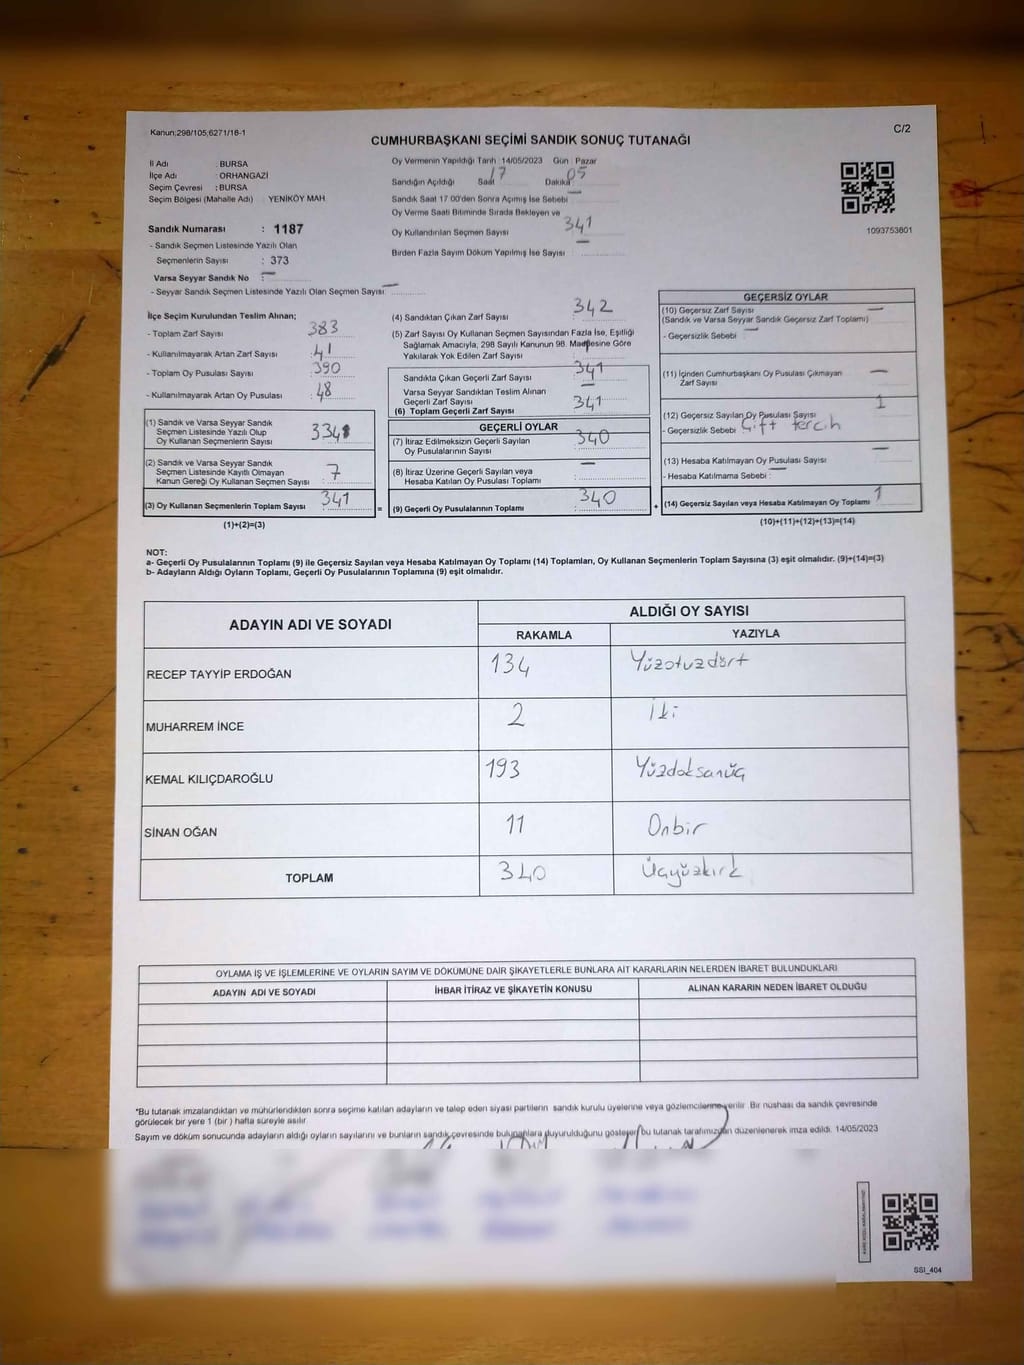 Kanun;298/105,6271/16-1
C/2
CUMHURBAŞKANI SEÇİMİ SANDIK SONUÇ TUTANAĞI
İl Adı : BURSA
İlçe Adı : ORHANGAZİ
Seçim Çevresi : BURSA
Seçim Bölgesi (Mahalle Adı) YENİKÖY MAH.
Oy Vermenin Yapıldığı Tarih :14/05/2023 Gün : Pazar
Sandığın Açıldığı Saat 17 Dakika 05
Sandık Saat 17 00'den Sonra Açımış İse Sebebi —
Oy Verme Saati Bitiminde Sırada Bekleyen ve
Oy Kullandırılan Seçmen Sayısı : 341
Birden Fazla Sayım Döküm Yapılmış İse Sayısı : —
1093753801
Sandık Numarası : 1187
- Sandık Seçmen Listesinde Yazılı Olan
Seçmenlerin Sayısı : 373
Varsa Seyyar Sandık No : —
- Seyyar Sandık Seçmen Listesinde Yazılı Olan Seçmen Sayısı: —
İlçe Seçim Kurulundan Teslim Alınan;
- Toplam Zarf Sayısı : 383
- Kullanılmayarak Artan Zarf Sayısı : 41
- Toplam Oy Pusulası Sayısı : 390
- Kullanılmayarak Artan Oy Pusulası : 48
(1) Sandık ve Varsa Seyyar Sandık
Seçmen Listesinde Yazılı Olup
Oy Kullanan Seçmenlerin Sayısı : 334
(2) Sandık ve Varsa Seyyar Sandık
Seçmen Listesinde Kayıtlı Olmayan
Kanun Gereği Oy Kullanan Seçmen Sayısı : 7
(3) Oy Kullanan Seçmenlerin Toplam Sayısı : 341
(1)+(2)=(3)
(4) Sandıktan Çıkan Zarf Sayısı : 342
(5) Zarf Sayısı Oy Kullanan Seçmen Sayısından Fazla İse, Eşitliği
Sağlamak Amacıyla, 298 Sayılı Kanunun 98. Maddesine Göre
Yakılarak Yok Edilen Zarf Sayısı : 1
Sandıkta Çıkan Geçerli Zarf Sayısı : 341
Varsa Seyyar Sandıktan Teslim Alınan
Geçerli Zarf Sayısı : —
(6) Toplam Geçerli Zarf Sayısı : 341
GEÇERLİ OYLAR
(7) İtiraz Edilmeksizin Geçerli Sayılan
Oy Pusulalarının Sayısı : 340
(8) İtiraz Üzerine Geçerli Sayılan veya
Hesaba Katılan Oy Pusulası Toplamı : —
= (9) Geçerli Oy Pusulalarının Toplamı : 340 +
GEÇERSİZ OYLAR
(10) Geçersiz Zarf Sayısı : —
(Sandık ve Varsa Seyyar Sandık Geçersiz Zarf Toplamı)
- Geçersizlik Sebebi : —
(11) İçinden Cumhurbaşkanı Oy Pusulası Çıkmayan
Zarf Sayısı : —
(12) Geçersiz Sayılan Oy Pusulası Sayısı : 1
- Geçersizlik Sebebi Çift tercih
(13) Hesaba Katılmayan Oy Pusulası Sayısı : —
- Hesaba Katılmama Sebebi : —
(14) Geçersiz Sayılan veya Hesaba Katılmayan Oy Toplamı : 1
(10)+(11)+(12)+(13)=(14)
NOT:
a- Geçerli Oy Pusulalarının Toplamı (9) ile Geçersiz Sayılan veya Hesaba Katılmayan Oy Toplamı (14) Toplamları, Oy Kullanan Seçmenlerin Toplam Sayısına (3) eşit olmalıdır. (9)+(14)=(3)
b- Adayların Aldığı Oyların Toplamı, Geçerli Oy Pusulalarının Toplamına (9) eşit olmalıdır.
ADAYIN ADI VE SOYADI
ALDIĞI OY SAYISI
RAKAMLA YAZIYLA
RECEP TAYYİP ERDOĞAN 134 Yüzotuzdört
MUHARREM İNCE 2 İki
KEMAL KILIÇDAROĞLU 193 Yüzdoksanüç
SİNAN OĞAN 11 Onbir
TOPLAM 340 Üçyüzkırk
OYLAMA İŞ VE İŞLEMLERİNE VE OYLARIN SAYIM VE DÖKÜMÜNE DAİR ŞİKAYETLERLE BUNLARA AİT KARARLARIN NELERDEN İBARET BULUNDUKLARI
ADAYIN ADI VE SOYADI İHBAR İTİRAZ VE ŞİKAYETİN KONUSU ALINAN KARARIN NEDEN İBARET OLDUĞU
*Bu tutanak imzalandıktan ve mühürlendikten sonra seçime katılan adayların ve talep eden siyasi partilerin sandık kurulu üyelerine veya gözlemcilerine verilir. Bir nüshası da sandık çevresinde
görülecek bir yere 1 (bir ) hafta süreyle asılır.
Sayım ve döküm sonucunda adayların aldığı oyların sayılarını ve bunların sandık çevresinde bulunanlara duyurulduğunu gösteren bu tutanak tarafımızdan düzenlenerek imza edildi. 14/05/2023
SSI_404